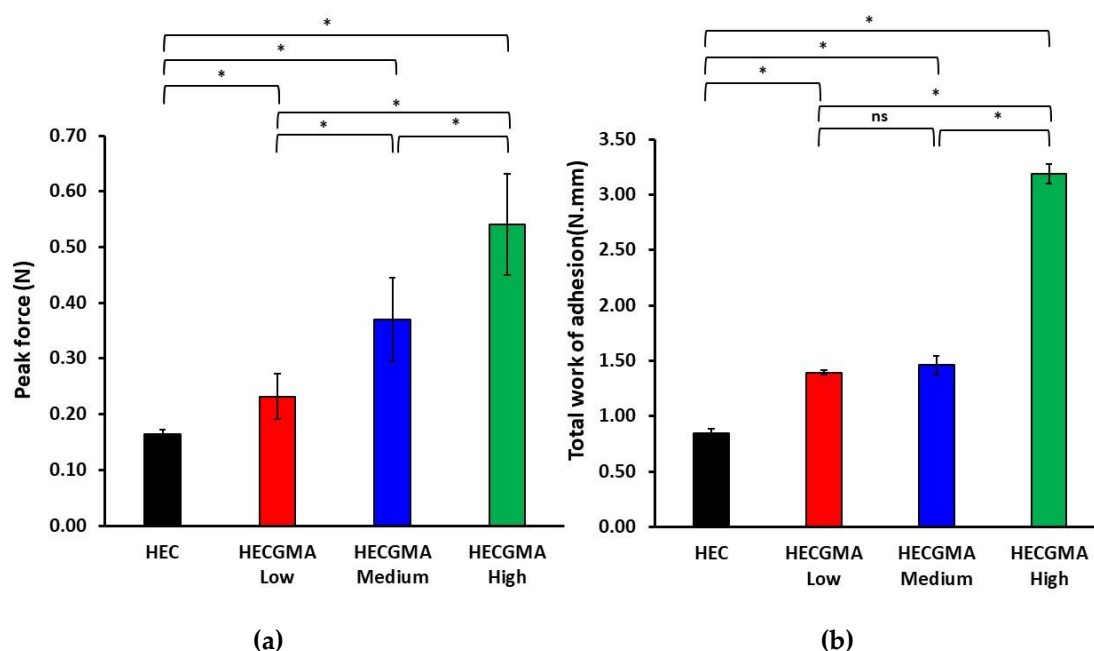 *
*
*
*
*
*
Peak force (N)
0.70
0.60
0.50
0.40
0.30
0.20
0.10
0.00
HEC
HECGMA Low
HECGMA Medium
HECGMA High
(a)
*
*
*
*
ns
*
Total work of adhesion(N.mm)
3.50
3.00
2.50
2.00
1.50
1.00
0.50
0.00
HEC
HECGMA Low
HECGMA Medium
HECGMA High
(b)